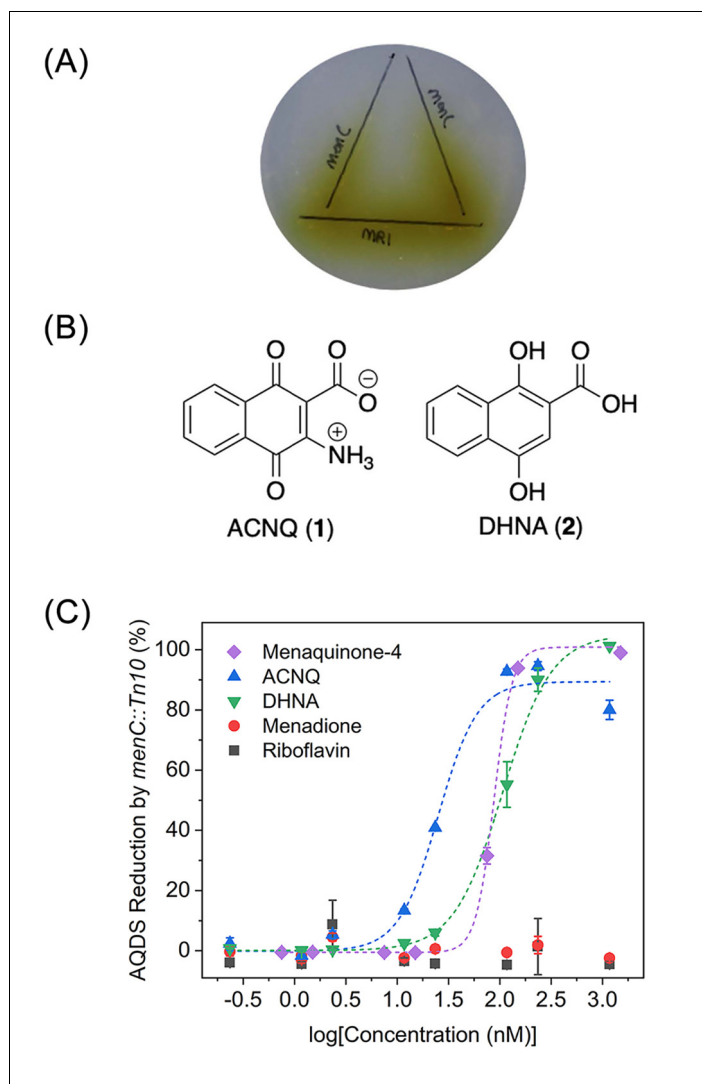 (A)
menC
menC
MR1
(B)
O
O
O
⊖
⊕
NH3
O
ACNQ (1)
OH
O
OH
OH
DHNA (2)
(C)
AQDS Reduction by menC::Tn10 (%)
100
80
60
40
20
0
Menaquinone-4
ACNQ
DHNA
Menadione
Riboflavin
-0.5 0.0 0.5 1.0 1.5 2.0 2.5 3.0
log[Concentration (nM)]